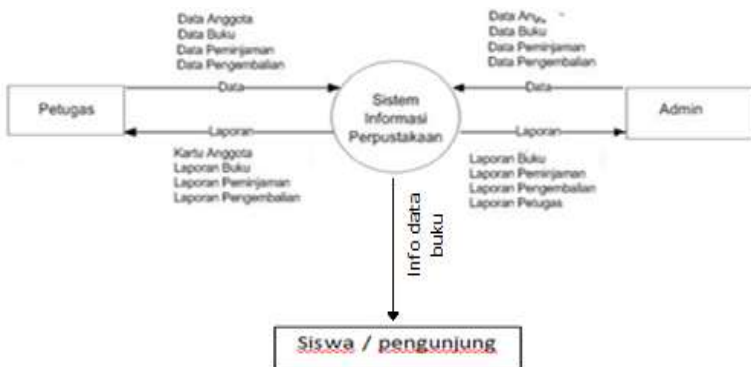 Data Anggota
Data Buku
Data Peminjaman
Data Pengembalian
Data
Petugas
Laporan
Kartu Anggota
Laporan Buku
Laporan Peminjaman
Laporan Pengembalian
Sistem
Informasi
Perpustakaan
Data
Data Buku
Data Peminjaman
Data Pengembalian
Data
Admin
Laporan
Laporan Buku
Laporan Peminjaman
Laporan Pengembalian
Laporan Petugas
Info data
buku
Siswa / pengunjung